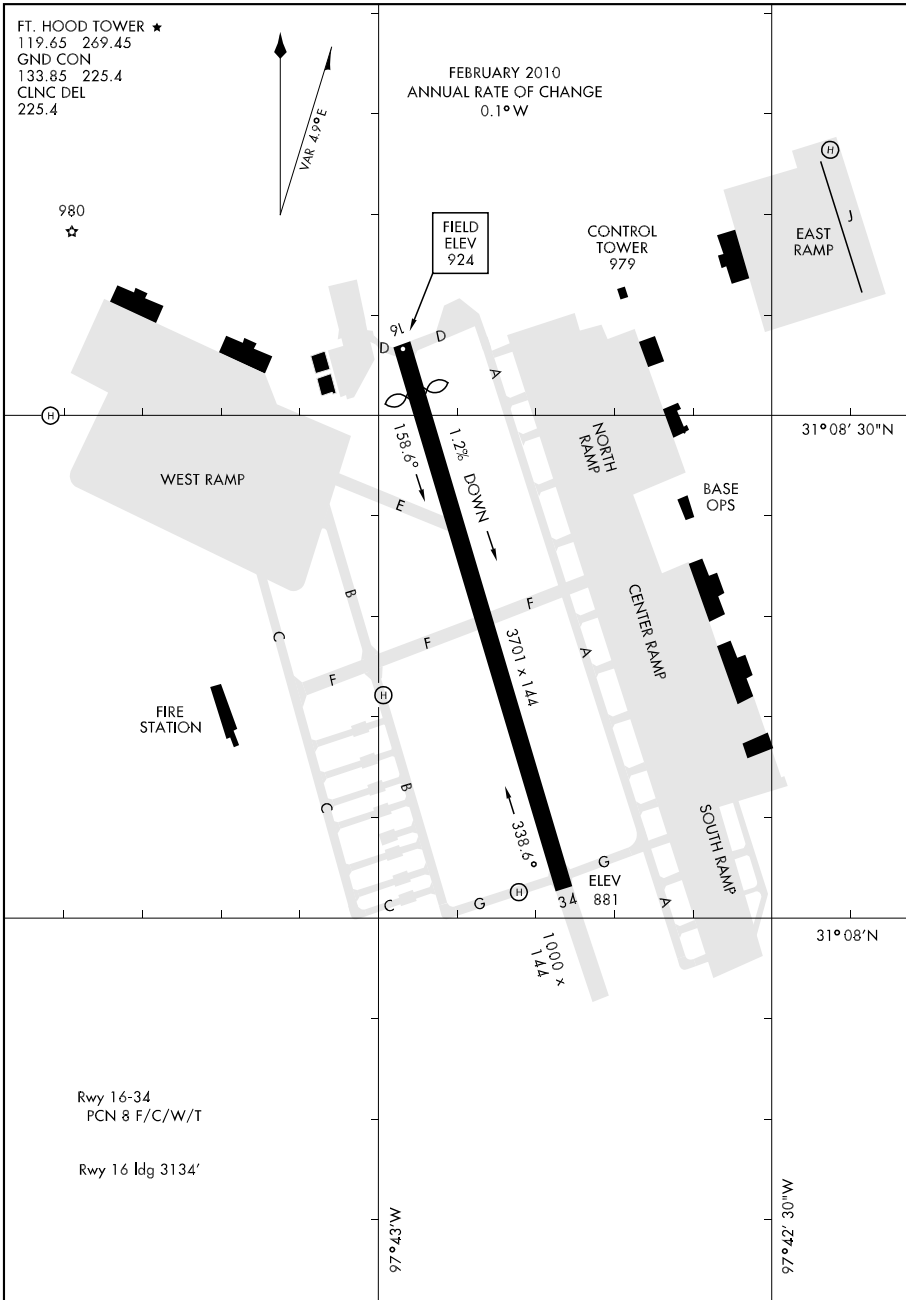 FT. HOOD TOWER ★
119.65 269.45
GND CON
133.85 225.4
CLNC DEL
225.4
VAR 4.9° E
FEBRUARY 2010
ANNUAL RATE OF CHANGE
0.1° W
980
FIELD
ELEV
924
CONTROL
TOWER
979
EAST
RAMP
J
H
16
D
D
A
H
31°08' 30"N
WEST RAMP
158.6°
1.2% DOWN
NORTH
RAMP
BASE
OPS
E
B
C
F
F
F
A
CENTER RAMP
3701 x 144
H
FIRE
STATION
B
C
338.6°
SOUTH RAMP
G
ELEV
881
A
H
34
G
C
31°08'N
1000 x
144
Rwy 16-34
PCN 8 F/C/W/T
Rwy 16 ldg 3134'
97°43'W
97°42' 30"W